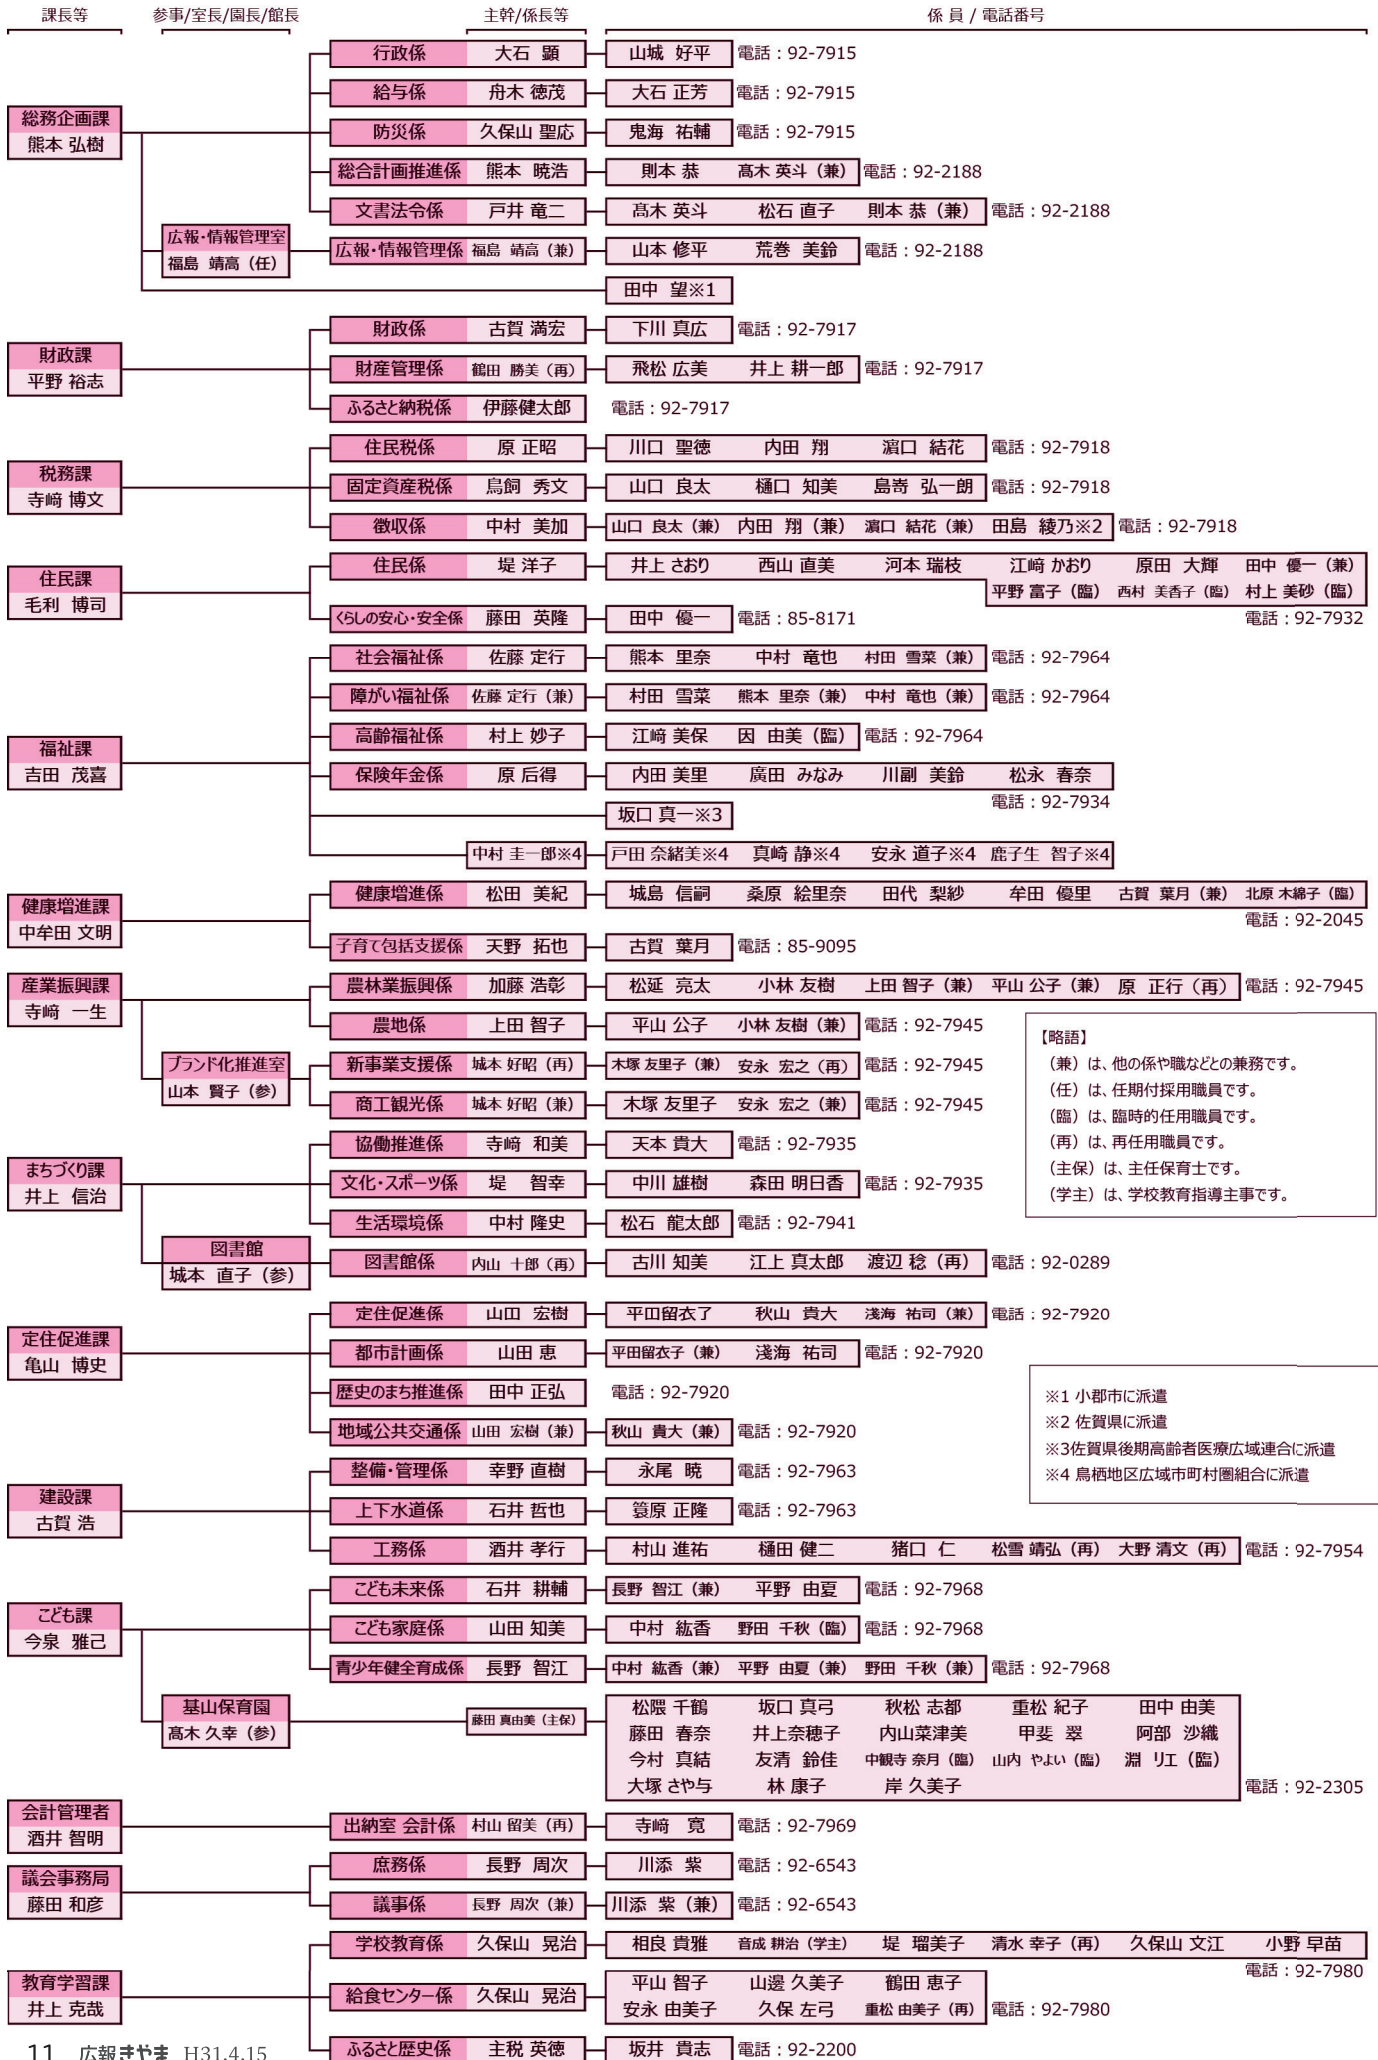 課長等 参事/室長/園長/館長 主幹/係長等 係 員 / 電話番号
行政係 大石 顕 山城 好平 電話：92-7915
給与係 舟木 徳茂 大石 正芳 電話：92-7915
総務企画課
熊本 弘樹
防災係 久保山 聖応 鬼海 祐輔 電話：92-7915
総合計画推進係 熊本 暁浩 則本 恭 髙木 英斗（兼） 電話：92-2188
文書法令係 戸井 竜二 髙木 英斗 松石 直子 則本 恭（兼） 電話：92-2188
広報・情報管理室
福島 靖高（任）
広報・情報管理係 福島 靖高（兼） 山本 修平 荒巻 美鈴 電話：92-2188
田中 望※1
財政係 古賀 満宏 下川 真広 電話：92-7917
財政課
平野 裕志
財産管理係 鶴田 勝美（再） 飛松 広美 井上 耕一郎 電話：92-7917
ふるさと納税係 伊藤健太郎 電話：92-7917
住民税係 原 正昭 川口 聖徳 内田 翔 濵口 結花 電話：92-7918
税務課
寺﨑 博文
固定資産税係 鳥飼 秀文 山口 良太 樋口 知美 島嵜 弘一朗 電話：92-7918
徴収係 中村 美加 山口 良太（兼） 内田 翔（兼） 濵口 結花（兼） 田島 綾乃※2 電話：92-7918
住民課
毛利 博司
住民係 堤 洋子 井上 さおり 西山 直美 河本 瑞枝 江﨑 かおり 原田 大輝 田中 優一（兼）
平野 富子（臨） 西村 美香子（臨） 村上 美砂（臨）
電話：92-7932
くらしの安心・安全係 藤田 英隆 田中 優一 電話：85-8171
社会福祉係 佐藤 定行 熊本 里奈 中村 竜也 村田 雪菜（兼） 電話：92-7964
障がい福祉係 佐藤 定行（兼） 村田 雪菜 熊本 里奈（兼） 中村 竜也（兼） 電話：92-7964
高齢福祉係 村上 妙子 江﨑 美保 因 由美（臨） 電話：92-7964
福祉課
吉田 茂喜
保険年金係 原 后得 内田 美里 廣田 みなみ 川副 美鈴 松永 春奈
電話：92-7934
坂口 真一※3
中村 圭一郎※4 戸田 奈緒美※4 真崎 静※4 安永 道子※4 鹿子生 智子※4
健康増進課
中牟田 文明
健康増進係 松田 美紀 城島 信嗣 桑原 絵里奈 田代 梨紗 牟田 優里 古賀 葉月（兼） 北原 木綿子（臨）
電話：92-2045
子育て包括支援係 天野 拓也 古賀 葉月 電話：85-9095
産業振興課
寺﨑 一生
農林業振興係 加藤 浩彰 松延 亮太 小林 友樹 上田 智子（兼） 平山 公子（兼） 原 正行（再） 電話：92-7945
農地係 上田 智子 平山 公子 小林 友樹（兼） 電話：92-7945
ブランド化推進室
山本 賢子（参）
新事業支援係 城本 好昭（再） 木塚 友里子（兼） 安永 宏之（再） 電話：92-7945
商工観光係 城本 好昭（兼） 木塚 友里子 安永 宏之（兼） 電話：92-7945
【略語】
（兼）は、他の係や職などとの兼務です。
（任）は、任期付採用職員です。
（臨）は、臨時的任用職員です。
（再）は、再任用職員です。
（主保）は、主任保育士です。
（学主）は、学校教育指導主事です。
協働推進係 寺﨑 和美 天本 貴大 電話：92-7935
まちづくり課
井上 信治
文化・スポーツ係 堤 智幸 中川 雄樹 森田 明日香 電話：92-7935
生活環境係 中村 隆史 松石 龍太郎 電話：92-7941
図書館
城本 直子（参）
図書館係 内山 十郎（再） 古川 知美 江上 真太郎 渡辺 稔（再） 電話：92-0289
定住促進係 山田 宏樹 平田留衣子 秋山 貴大 淺海 祐司（兼） 電話：92-7920
定住促進課
亀山 博史
都市計画係 山田 恵 平田留衣子（兼） 淺海 祐司 電話：92-7920
歴史のまち推進係 田中 正弘 電話：92-7920
地域公共交通係 山田 宏樹（兼） 秋山 貴大（兼） 電話：92-7920
※1 小郡市に派遣
※2 佐賀県に派遣
※3佐賀県後期高齢者医療広域連合に派遣
※4 鳥栖地区広域市町村圏組合に派遣
整備・管理係 幸野 直樹 永尾 暁 電話：92-7963
建設課
古賀 浩
上下水道係 石井 哲也 簑原 正隆 電話：92-7963
工務係 酒井 孝行 村山 進祐 樋田 健二 猪口 仁 松雪 靖弘（再） 大野 清文（再） 電話：92-7954
こども未来係 石井 耕輔 長野 智江（兼） 平野 由夏 電話：92-7968
こども課
今泉 雅己
こども家庭係 山田 知美 中村 紘香 野田 千秋（臨） 電話：92-7968
青少年健全育成係 長野 智江 中村 紘香（兼） 平野 由夏（兼） 野田 千秋（兼） 電話：92-7968
基山保育園
髙木 久幸（参）
藤田 真由美（主保）
松隈 千鶴 坂口 真弓 秋松 志都 重松 紀子 田中 由美
藤田 春奈 井上奈穂子 内山菜津美 甲斐 翠 阿部 沙織
今村 真結 友清 鈴佳 中観寺 奈月（臨） 山内 やよい（臨） 淵 リエ（臨）
大塚 さや与 林 康子 岸 久美子 電話：92-2305
会計管理者
酒井 智明
出納室 会計係 村山 留美（再） 寺﨑 寛 電話：92-7969
議会事務局
藤田 和彦
庶務係 長野 周次 川添 紫 電話：92-6543
議事係 長野 周次（兼） 川添 紫（兼） 電話：92-6543
学校教育係 久保山 晃治 相良 貴雅 音成 耕治（学主） 堤 瑠美子 清水 幸子（再） 久保山 文江 小野 早苗
電話：92-7980
教育学習課
井上 克哉
給食センター係 久保山 晃治 平山 智子 山邊 久美子 鶴田 恵子
安永 由美子 久保 左弓 重松 由美子（再） 電話：92-7980
ふるさと歴史係 主税 英徳 坂井 貴志 電話：92-2200
11 広報きやま H31.4.15